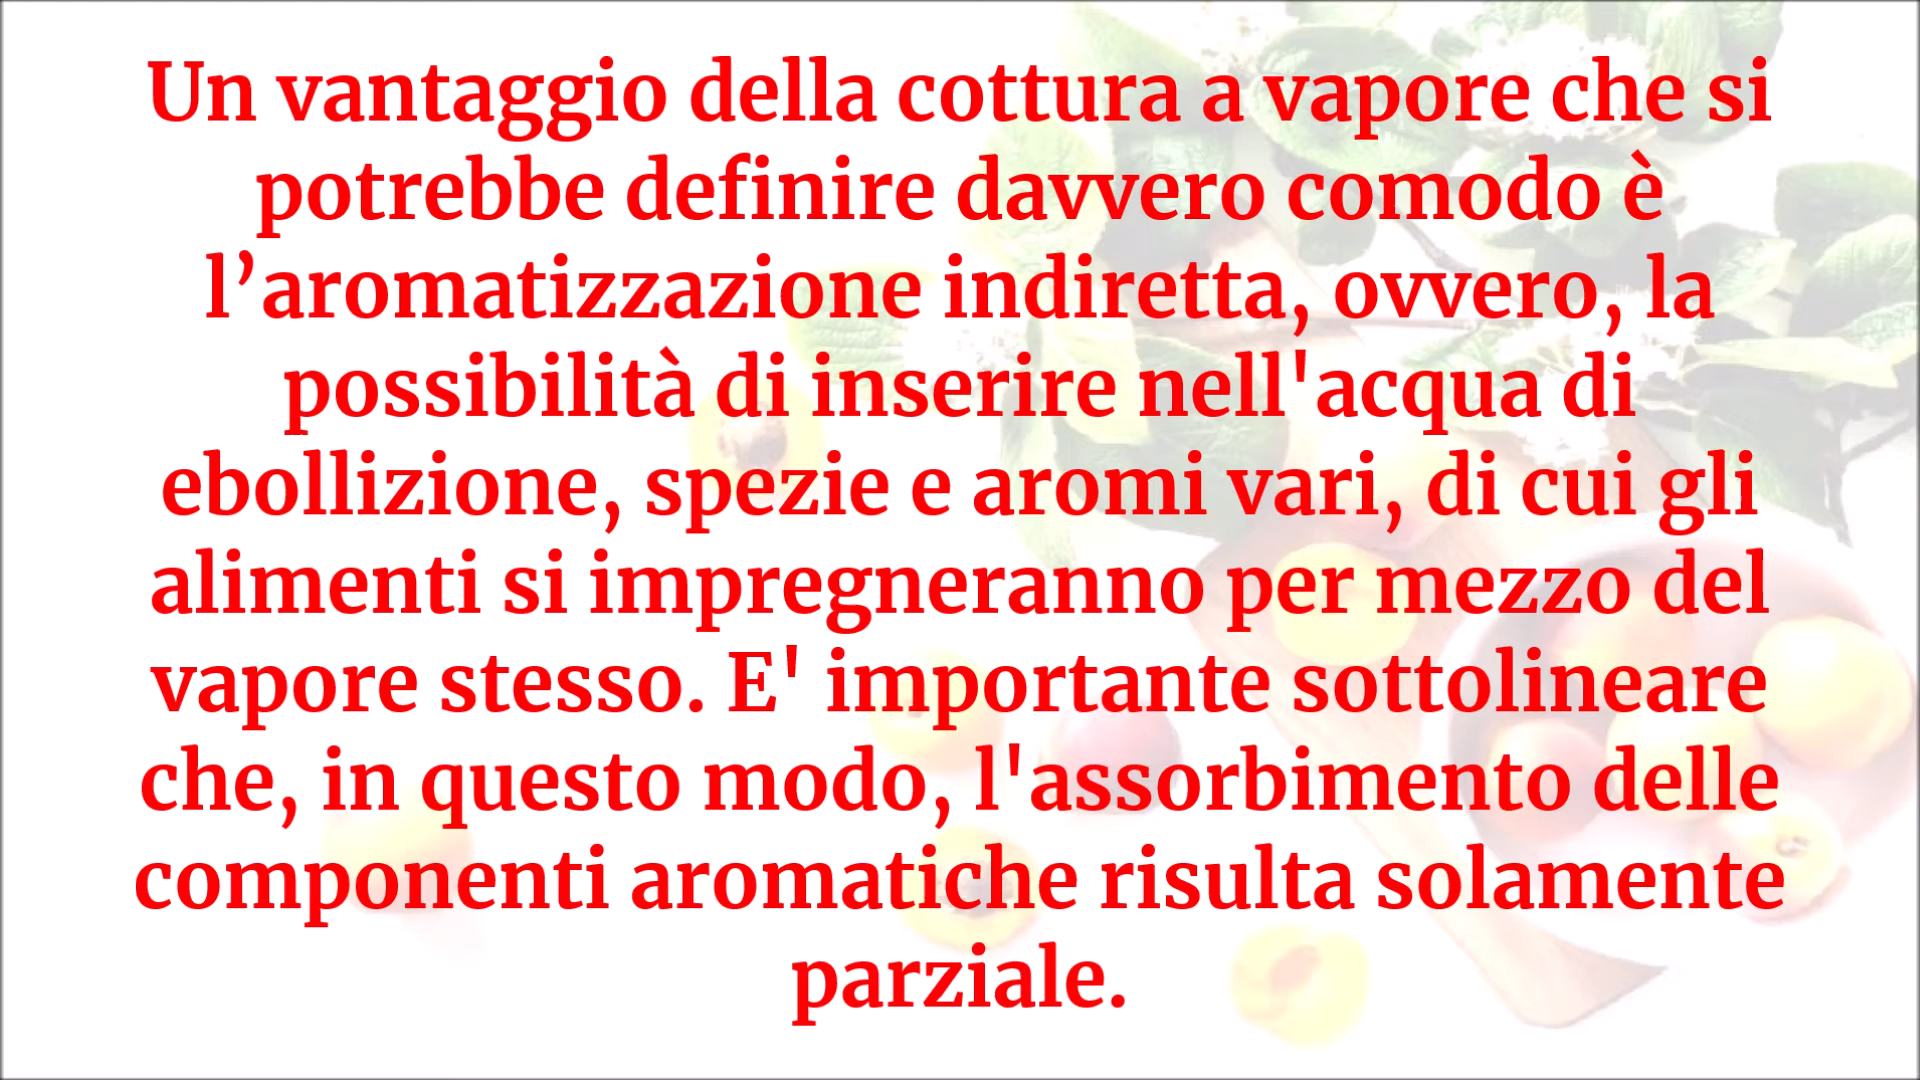 Un vantaggio della cottura a vapore che si
potrebbe definire davvero comodo è
l’aromatizzazione indiretta, ovvero, la
possibilità di inserire nell'acqua di
ebollizione, spezie e aromi vari, di cui gli
alimenti si impregneranno per mezzo del
vapore stesso. E' importante sottolineare
che, in questo modo, l'assorbimento delle
componenti aromatiche risulta solamente
parziale.